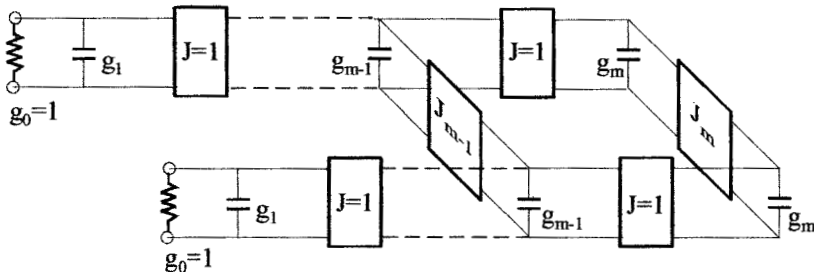 g₁ J=1 gₘ₋₁ J=1 gₘ
g₀=1 Jₘ₋₁ Jₘ
g₁ J=1 gₘ₋₁ J=1 gₘ
g₀=1